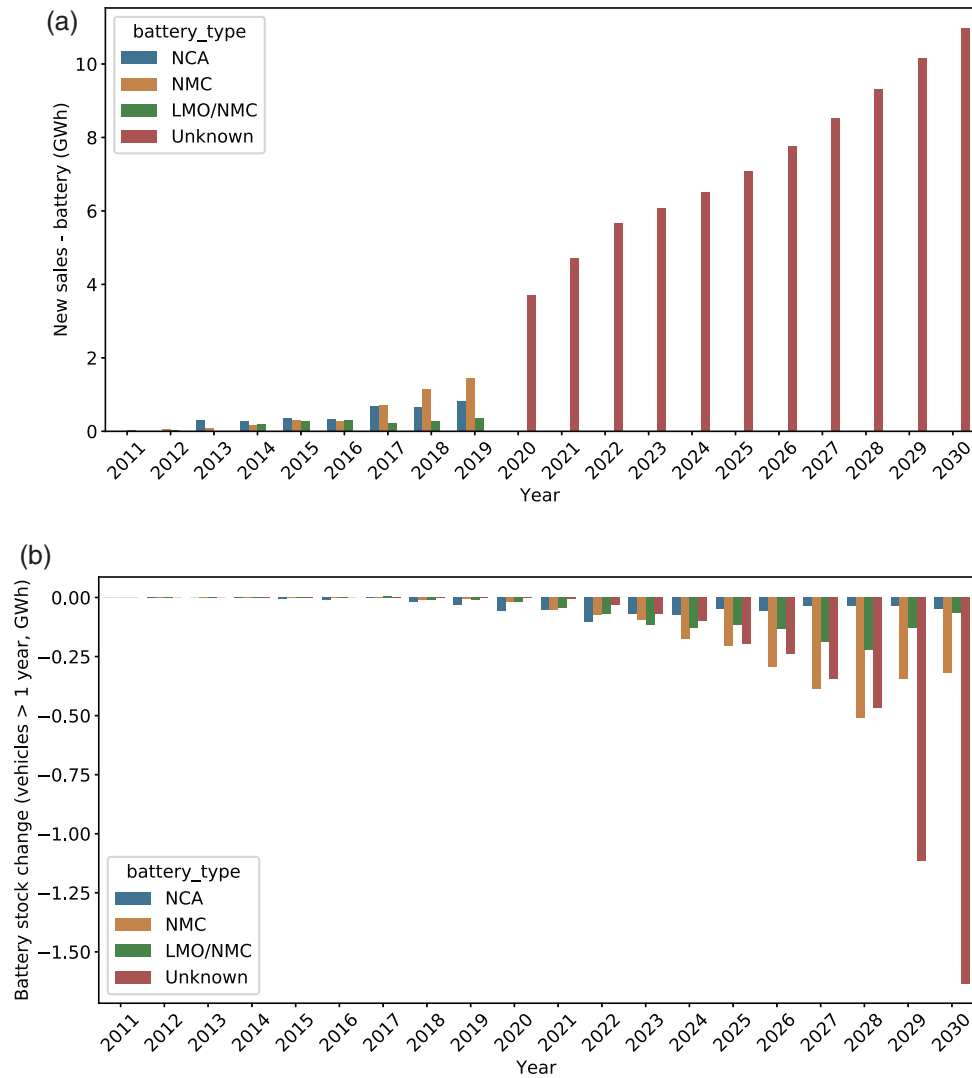 (a)
battery_type
NCA
NMC
LMO/NMC
Unknown
New sales - battery (GWh)
10
8
6
4
2
0
2011 2012 2013 2014 2015 2016 2017 2018 2019 2020 2021 2022 2023 2024 2025 2026 2027 2028 2029 2030
Year
(b)
Battery stock change (vehicles > 1 year, GWh)
0.00
−0.25
−0.50
−0.75
−1.00
−1.25
−1.50
battery_type
NCA
NMC
LMO/NMC
Unknown
2011 2012 2013 2014 2015 2016 2017 2018 2019 2020 2021 2022 2023 2024 2025 2026 2027 2028 2029 2030
Year